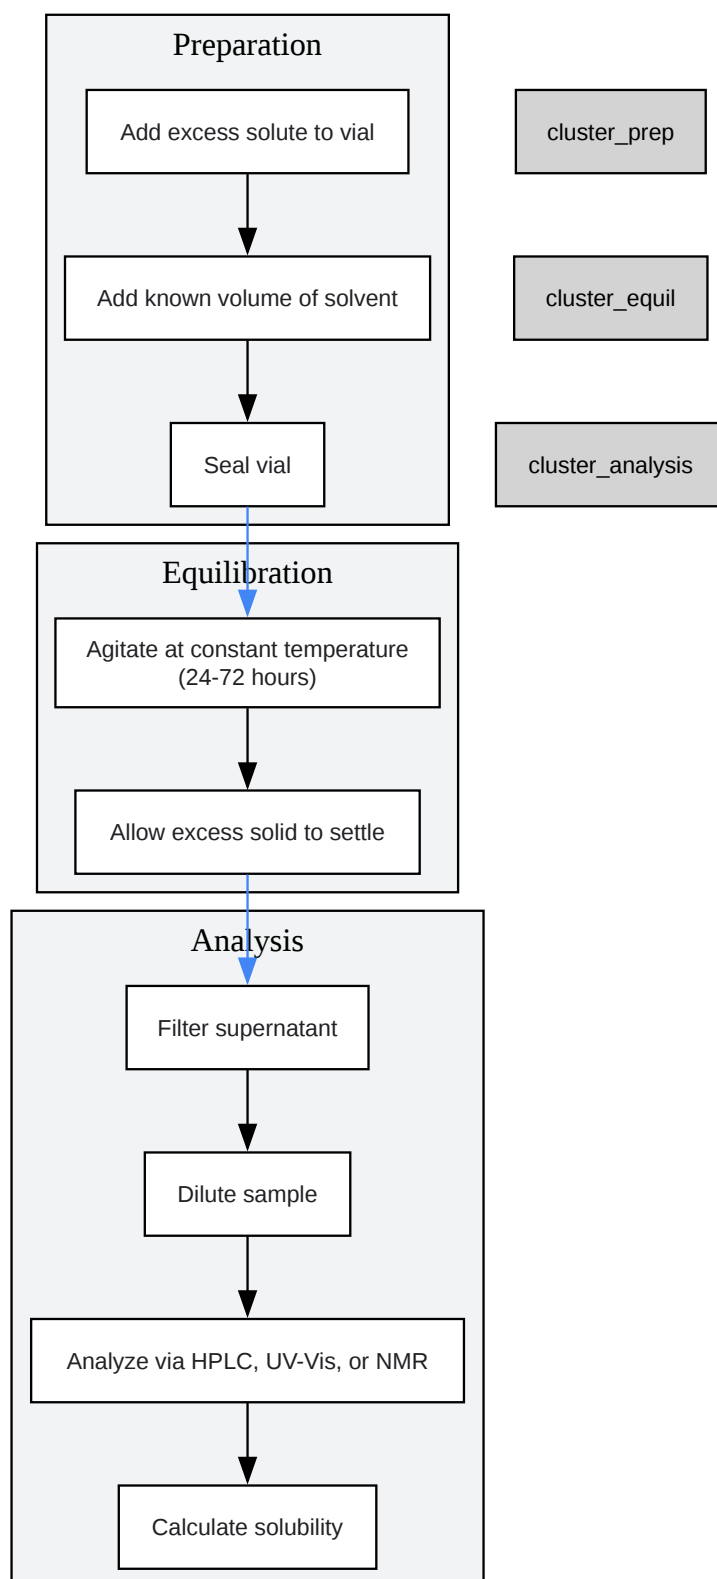 Preparation
Add excess solute to vial
cluster_prep
Add known volume of solvent
cluster_equil
Seal vial
cluster_analysis
Equilibration
Agitate at constant temperature
(24-72 hours)
Allow excess solid to settle
Analysis
Filter supernatant
Dilute sample
Analyze via HPLC, UV-Vis, or NMR
Calculate solubility